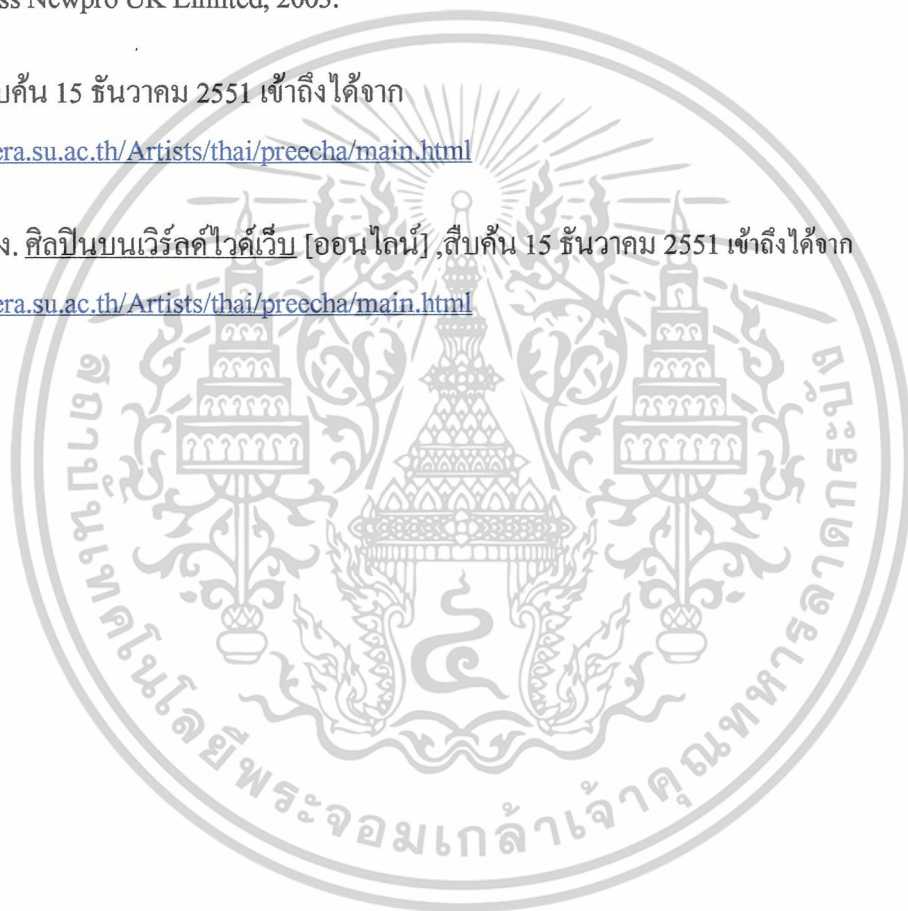 ss Newpro UK Limited, 2003.
บค้น 15 ธันวาคม 2551 เข้าถึงได้จาก
era.su.ac.th/Artists/thai/preecha/main.html
ง. ศิลปินบนเวิร์ลด์ไวด์เว็บ [ออนไลน์] ,สืบค้น 15 ธันวาคม 2551 เข้าถึงได้จาก
era.su.ac.th/Artists/thai/preecha/main.html
สถาบันเทคโนโลยีพระจอมเกล้าเจ้าคุณทหารลาดกระบัง
๔